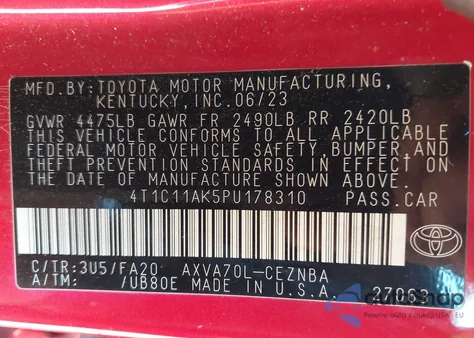 MFD.BY:TOYOTA MOTOR MANUFACTURING,
KENTUCKY,INC.06/23
GVWR 4475LB GAWR FR 2490LB RR 2420LB
THIS VEHICLE CONFORMS TO ALL APPLICABLE
FEDERAL MOTOR VEHICLE SAFETY,BUMPER,AND
THEFT PREVENTION STANDARDS IN EFFECT ON
THE DATE OF MANUFACTURE SHOWN ABOVE.
4T1C11AK5PU178310 PASS.CAR
C/TR:3U5/FA20 AXVA70L-CEZNBA
A/TM: /UB80E MADE IN U.S.A.